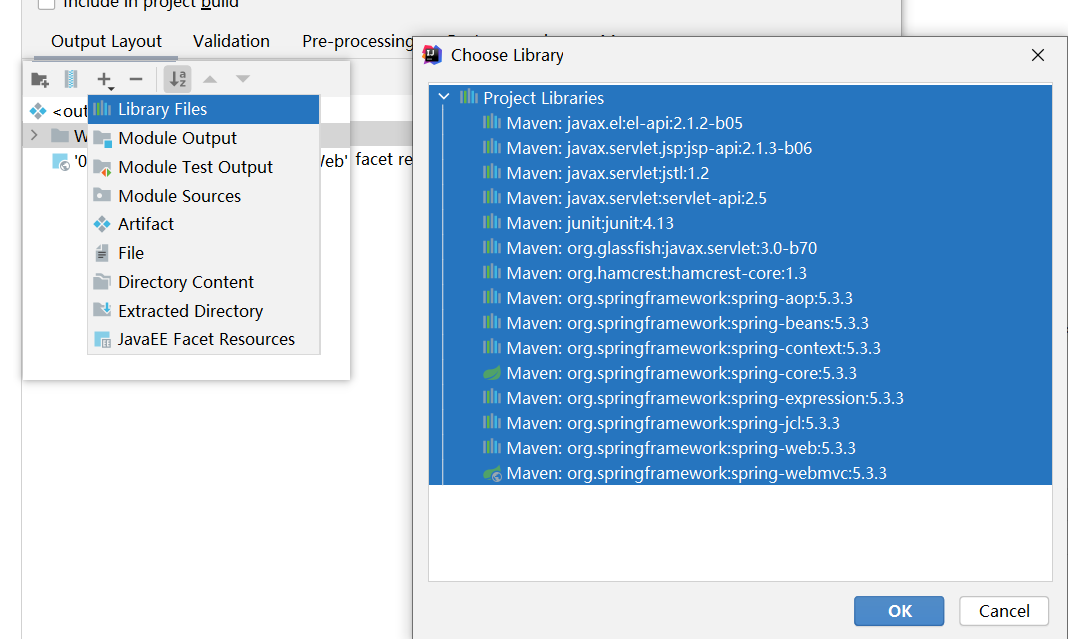 Include in project build
Output Layout
Validation
Pre-processing
<out
W
'0
Web' facet re
Library Files
Module Output
Module Test Output
Module Sources
Artifact
File
Directory Content
Extracted Directory
JavaEE Facet Resources
Choose Library
Project Libraries
Maven: javax.el:el-api:2.1.2-b05
Maven: javax.servlet.jsp:jsp-api:2.1.3-b06
Maven: javax.servlet:jstl:1.2
Maven: javax.servlet:servlet-api:2.5
Maven: junit:junit:4.13
Maven: org.glassfish:javax.servlet:3.0-b70
Maven: org.hamcrest:hamcrest-core:1.3
Maven: org.springframework:spring-aop:5.3.3
Maven: org.springframework:spring-beans:5.3.3
Maven: org.springframework:spring-context:5.3.3
Maven: org.springframework:spring-core:5.3.3
Maven: org.springframework:spring-expression:5.3.3
Maven: org.springframework:spring-jcl:5.3.3
Maven: org.springframework:spring-web:5.3.3
Maven: org.springframework:spring-webmvc:5.3.3
OK
Cancel